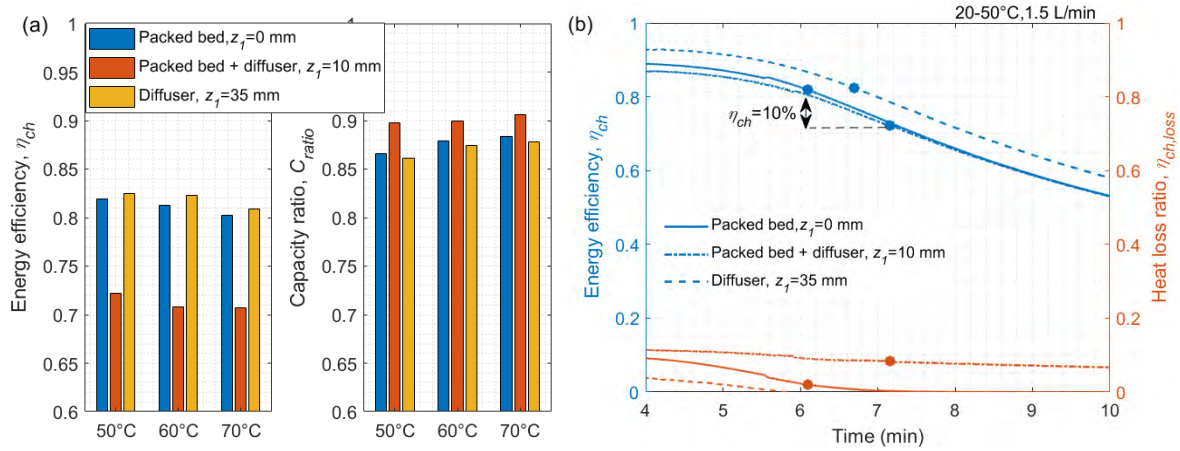 (a)
1
1
Packed bed, z1=0 mm
Packed bed + diffuser, z1=10 mm
Diffuser, z1=35 mm
0.95
0.9
0.85
0.8
0.75
0.7
0.65
0.6
Energy efficiency, ηch
50°C 60°C 70°C
0.9
0.85
0.8
0.75
0.7
0.65
0.6
Capacity ratio, Cratio
50°C 60°C 70°C
(b)
20-50°C,1.5 L/min
1
0.8
0.6
0.4
0.2
0
Energy efficiency, ηch
ηch=10%
Packed bed, z1=0 mm
Packed bed + diffuser, z1=10 mm
Diffuser, z1=35 mm
1
0.8
0.6
0.4
0.2
0
Heat loss ratio, ηch,loss
4 5 6 7 8 9 10
Time (min)